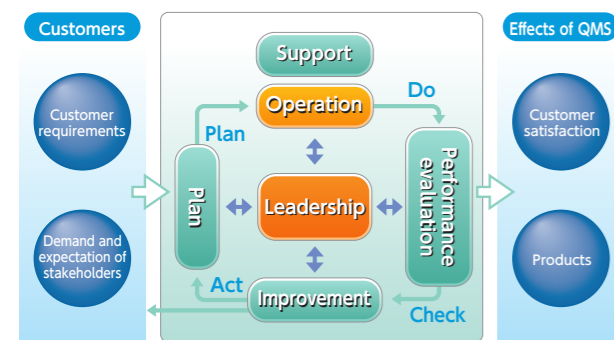 Customers
Customer
requirements
Demand and
expectation of
stakeholders
Support
Operation
Do
Plan
Plan
Leadership
Performance
evaluation
Act
Improvement
Check
Effects of QMS
Customer
satisfaction
Products